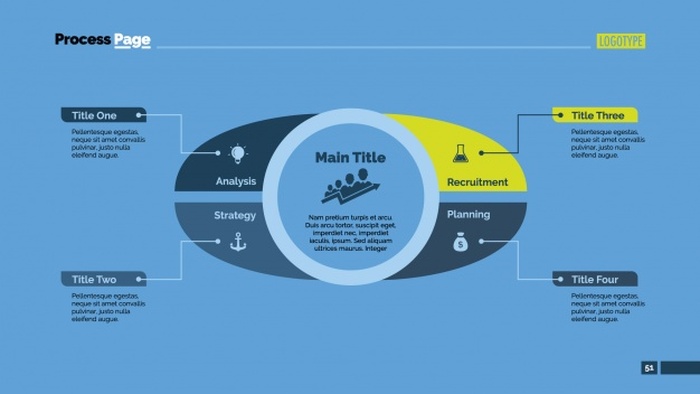 Process Page
LOGOTYPE
Title One
Pellentesque egestas,
neque sit amet convallis
pulvinar, justo nulla
eleifend augue.
Analysis
Strategy
Title Two
Pellentesque egestas,
neque sit amet convallis
pulvinar, justo nulla
eleifend augue.
Main Title
Nam pretium turpis et arcu.
Duis arcu tortor, suscipit eget,
imperdiet nec, imperdiet
iaculis, ipsum. Sed aliquam
ultrices mauris. Integer
Title Three
Pellentesque egestas,
neque sit amet convallis
pulvinar, justo nulla
eleifend augue.
Recruitment
Planning
$
Title Four
Pellentesque egestas,
neque sit amet convallis
pulvinar, justo nulla
eleifend augue.
51